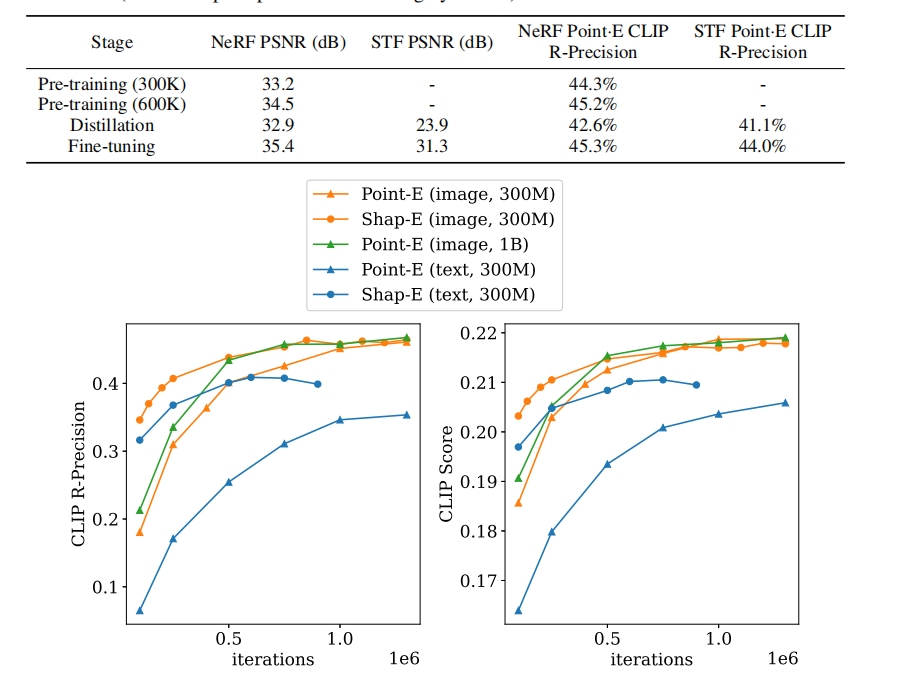 Stage NeRF PSNR (dB) STF PSNR (dB) NeRF Point·E CLIP R-Precision STF Point·E CLIP R-Precision
Pre-training (300K) 33.2 - 44.3% -
Pre-training (600K) 34.5 - 45.2% -
Distillation 32.9 23.9 42.6% 41.1%
Fine-tuning 35.4 31.3 45.3% 44.0%
Point-E (image, 300M)
Shap-E (image, 300M)
Point-E (image, 1B)
Point-E (text, 300M)
Shap-E (text, 300M)
CLIP R-Precision
0.4
0.3
0.2
0.1
0.5 1.0
iterations 1e6
CLIP Score
0.22
0.21
0.20
0.19
0.18
0.17
0.5 1.0
iterations 1e6